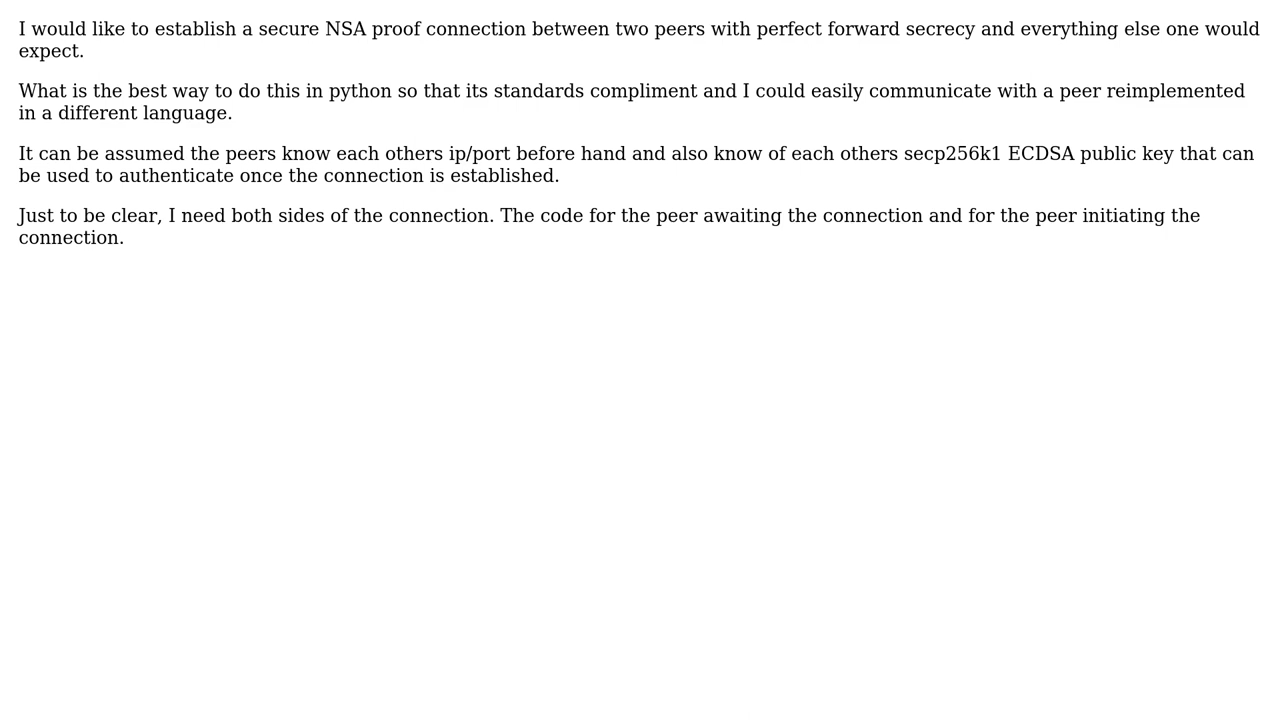 I would like to establish a secure NSA proof connection between two peers with perfect forward secrecy and everything else one would
expect.
What is the best way to do this in python so that its standards compliment and I could easily communicate with a peer reimplemented
in a different language.
It can be assumed the peers know each others ip/port before hand and also know of each others secp256k1 ECDSA public key that can
be used to authenticate once the connection is established.
Just to be clear, I need both sides of the connection. The code for the peer awaiting the connection and for the peer initiating the
connection.